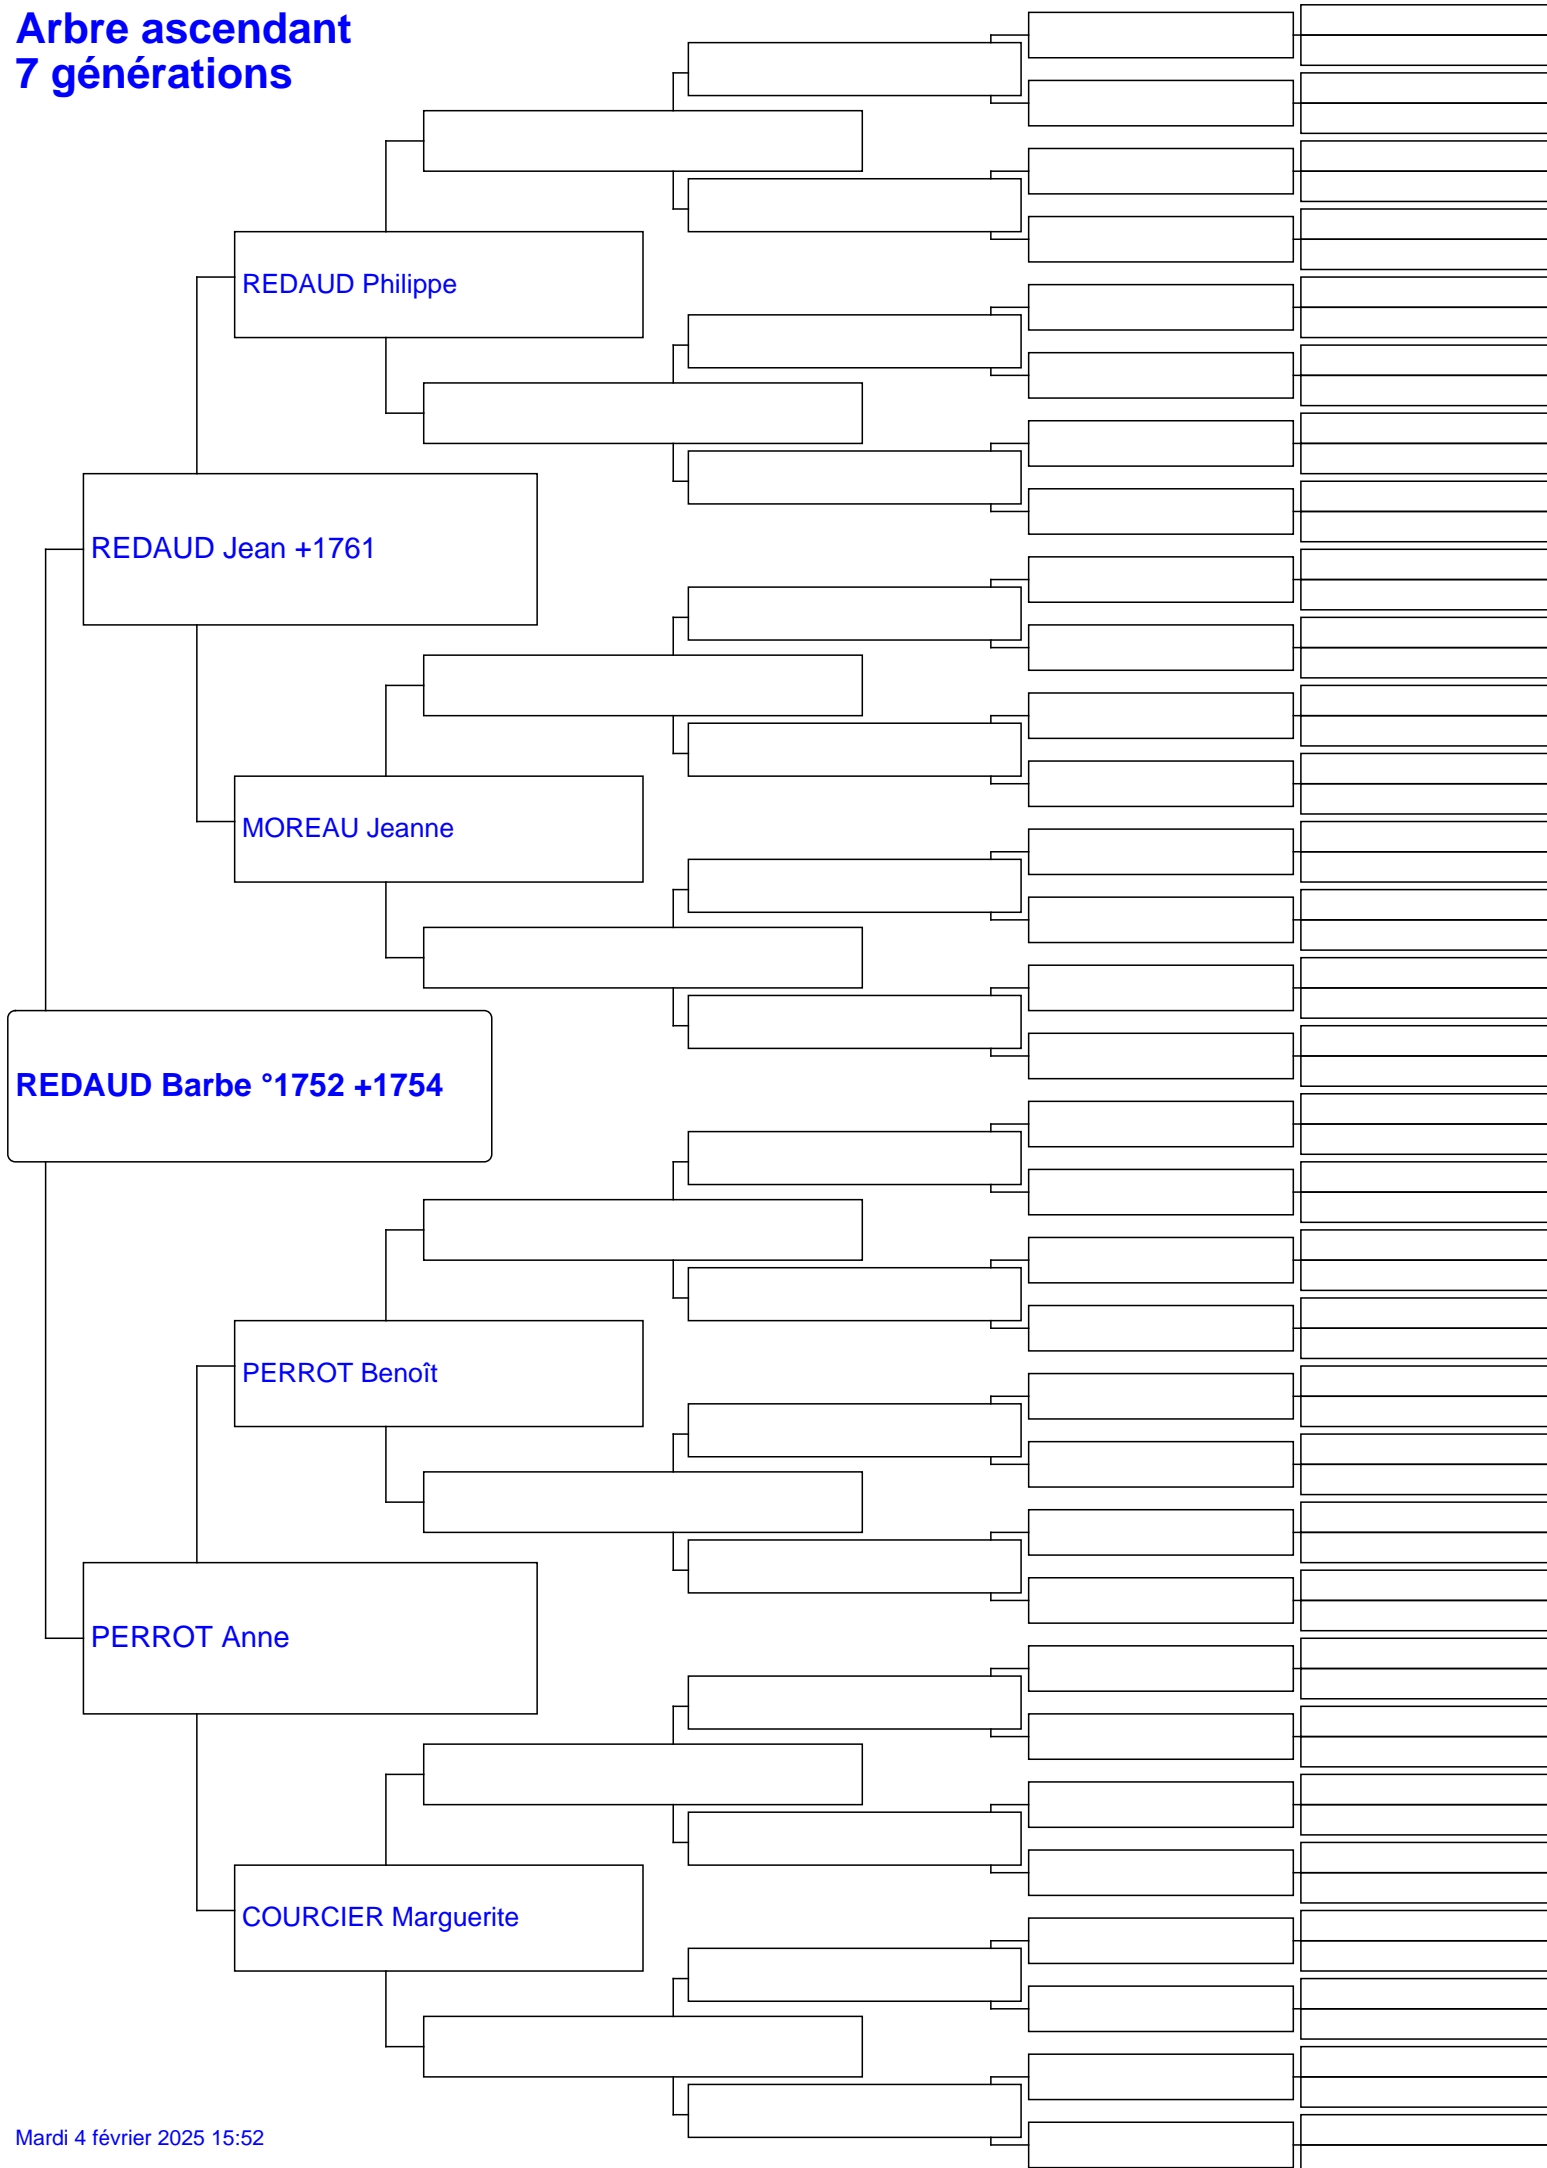 Arbre ascendant
7 générations
REDAUD Philippe
REDAUD Jean +1761
MOREAU Jeanne
REDAUD Barbe °1752 +1754
PERROT Benoît
PERROT Anne
COURCIER Marguerite
Mardi 4 février 2025 15:52